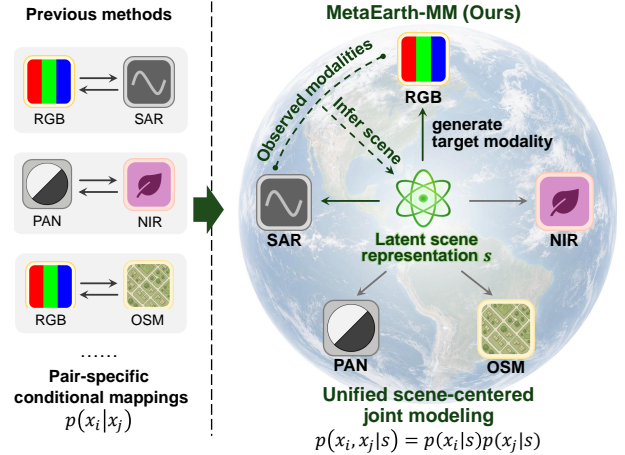 Previous methods
RGB
SAR
PAN
NIR
RGB
OSM
......
Pair-specific
conditional mappings
p(x_i|x_j)
MetaEarth-MM (Ours)
Observed modalities
Infer scene
RGB
generate
target modality
SAR
NIR
Latent scene
representation s
PAN
OSM
Unified scene-centered
joint modeling
p(x_i, x_j|s) = p(x_i|s)p(x_j|s)